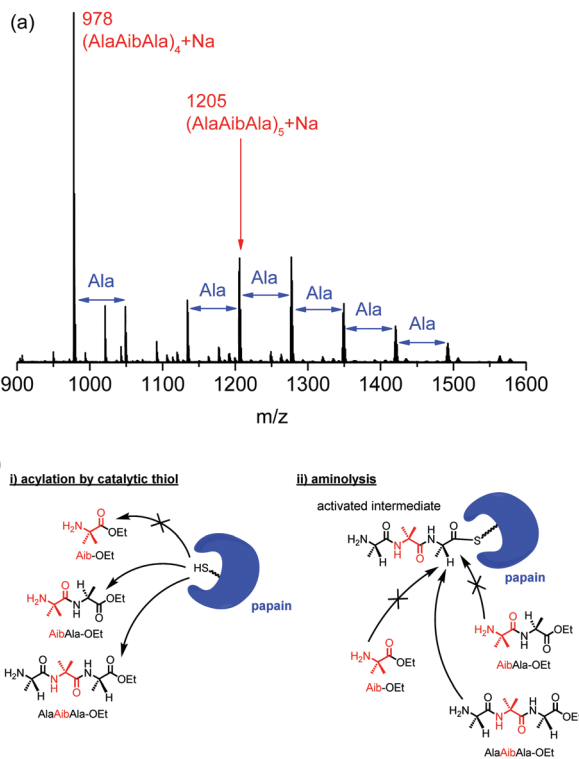 (a)
978
(AlaAibAla)₄+Na
1205
(AlaAibAla)₅+Na
Ala
Ala
Ala
Ala
Ala
Ala
900 1000 1100 1200 1300 1400 1500 1600
m/z
)
i) acylation by catalytic thiol
O
H₂N
OEt
Aib-OEt
HS
papain
O
H
H₂N
OEt
N
H
O
AibAla-OEt
O
H
O
H₂N
N
OEt
H
N
H
O
H
AlaAibAla-OEt
ii) aminolysis
activated intermediate
O
H
O
H₂N
N
S
H
N
H
O
H
papain
O
H₂N
OEt
Aib-OEt
O
H
H₂N
OEt
N
H
O
AibAla-OEt
O
H
O
H₂N
N
OE
H
N
H
O
H
AlaAibAla-OEt